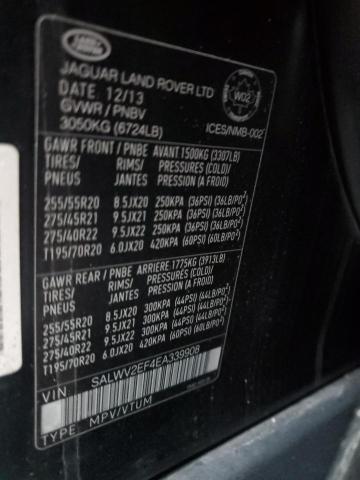 LAND ROVER
JAGUAR LAND ROVER LTD
DATE 12/13
GVWR / PNBV
3050KG (6724LB)
W02
ICES/NMB-002
GAWR FRONT / PNBE AVANT 1500KG (3307LB)
TIRES/ RIMS/ PRESSURES (COLD)/
PNEUS JANTES PRESSION (A FROID)
255/55R20 8.5JX20 250KPA (36PSI) (36LB/PO²)
275/45R21 9.5JX21 250KPA (36PSI) (36LB/PO²)
275/40R22 9.5JX22 250KPA (36PSI) (36LB/PO²)
T195/70R20 6.0JX20 420KPA (60PSI) (60LB/PO²)
GAWR REAR / PNBE ARRIERE 1775KG (3913LB)
TIRES/ RIMS/ PRESSURES (COLD)/
PNEUS JANTES PRESSION (A FROID)
255/55R20 8.5JX20 300KPA (44PSI) (44LB/PO²)
275/45R21 9.5JX21 300KPA (44PSI) (44LB/PO²)
275/40R22 9.5JX22 300KPA (44PSI) (44LB/PO²)
T195/70R20 6.0JX20 420KPA (60PSI) (60LB/PO²)
VIN: SALWV2EF4EA339908
TYPE: MPV/VTUM